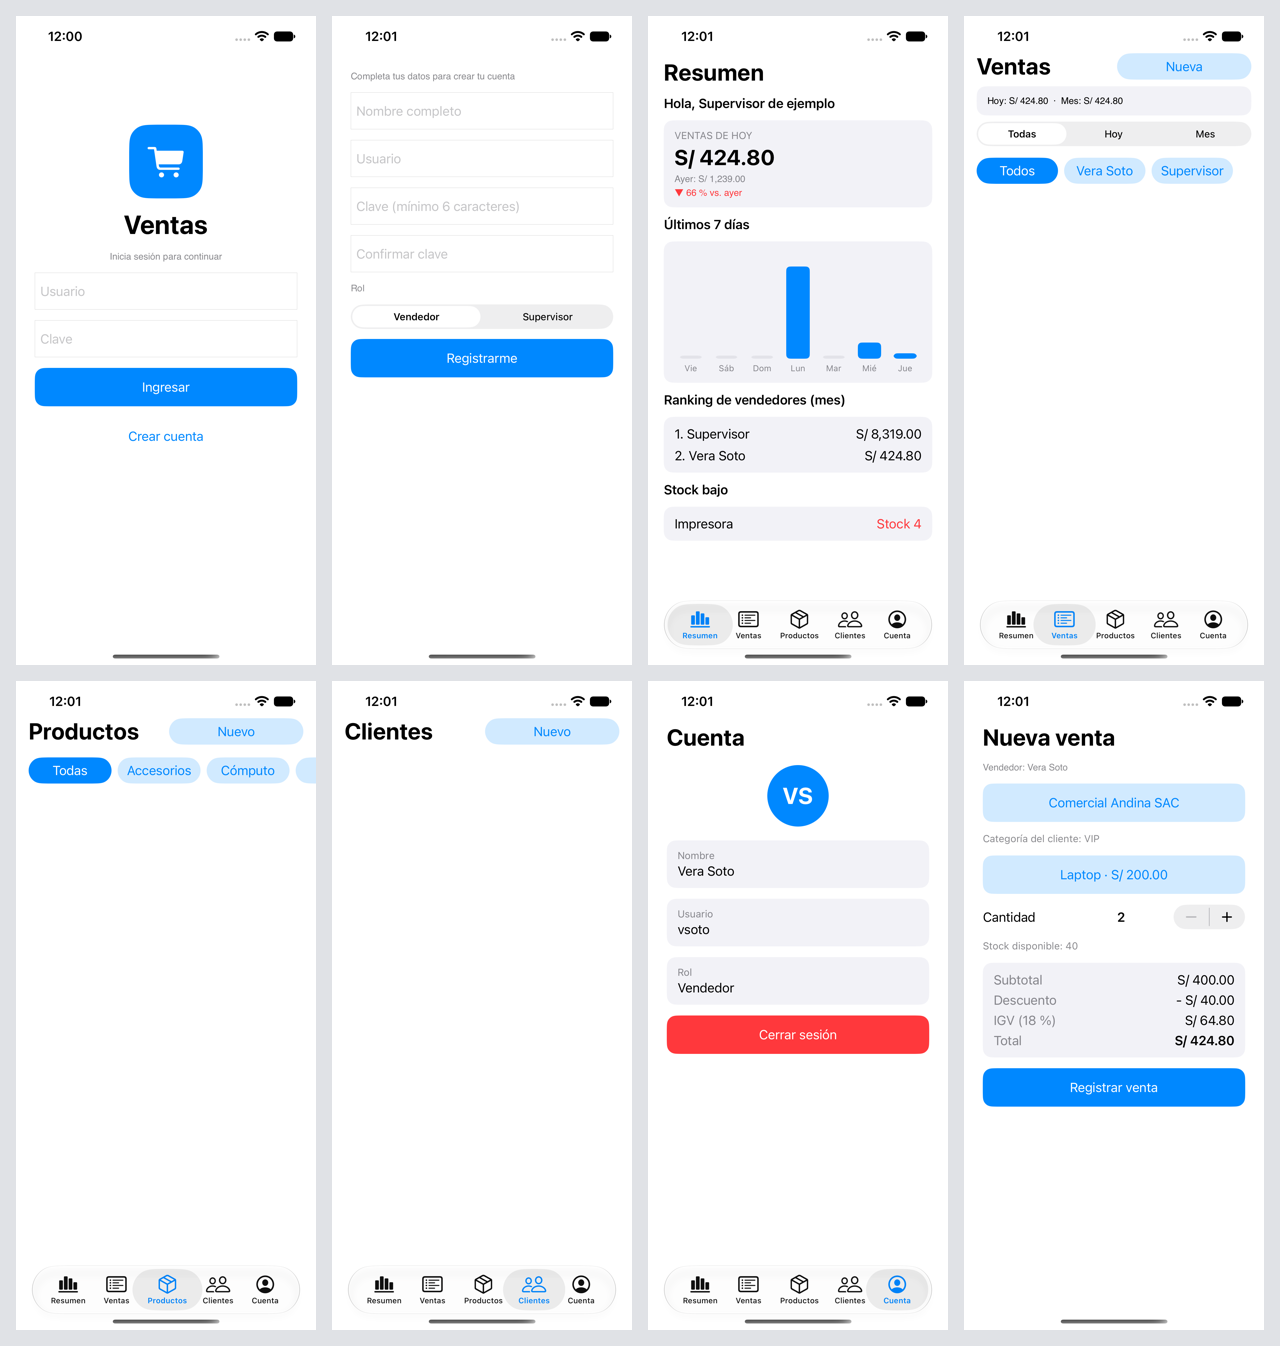 12:00
Ventas
Inicia sesión para continuar
Usuario
Clave
Ingresar
Crear cuenta
12:01
Completa tus datos para crear tu cuenta
Nombre completo
Usuario
Clave (mínimo 6 caracteres)
Confirmar clave
Rol
Vendedor Supervisor
Registrarme
12:01
Resumen
Hola, Supervisor de ejemplo
VENTAS DE HOY
S/ 424.80
Ayer: S/ 1,239.00
▼ 66 % vs. ayer
Últimos 7 días
Vie Sáb Dom Lun Mar Mié Jue
Ranking de vendedores (mes)
1. Supervisor S/ 8,319.00
2. Vera Soto S/ 424.80
Stock bajo
Impresora Stock 4
Resumen Ventas Productos Clientes Cuenta
12:01
Ventas Nueva
Hoy: S/ 424.80 · Mes: S/ 424.80
Todas Hoy Mes
Todos Vera Soto Supervisor
Resumen Ventas Productos Clientes Cuenta
12:01
Productos Nuevo
Todas Accesorios Cómputo
Resumen Ventas Productos Clientes Cuenta
12:01
Clientes Nuevo
Resumen Ventas Productos Clientes Cuenta
12:01
Cuenta
VS
Nombre
Vera Soto
Usuario
vsoto
Rol
Vendedor
Cerrar sesión
Resumen Ventas Productos Clientes Cuenta
12:01
Nueva venta
Vendedor: Vera Soto
Comercial Andina SAC
Categoría del cliente: VIP
Laptop · S/ 200.00
Cantidad 2 − +
Stock disponible: 40
Subtotal S/ 400.00
Descuento - S/ 40.00
IGV (18 %) S/ 64.80
Total S/ 424.80
Registrar venta